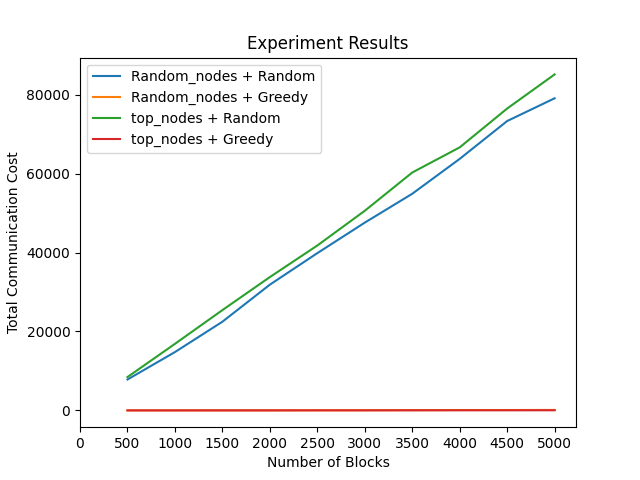 Experiment Results
Random_nodes + Random
Random_nodes + Greedy
top_nodes + Random
top_nodes + Greedy
Total Communication Cost
80000
60000
40000
20000
0
0 500 1000 1500 2000 2500 3000 3500 4000 4500 5000
Number of Blocks